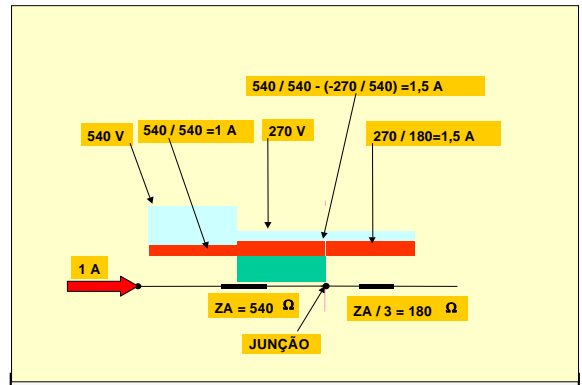 540 / 540 - (-270 / 540) =1,5 A
540 V
540 / 540 =1 A
270 V
270 / 180=1,5 A
1 A
ZA = 540 Ω
ZA / 3 = 180 Ω
JUNÇÃO